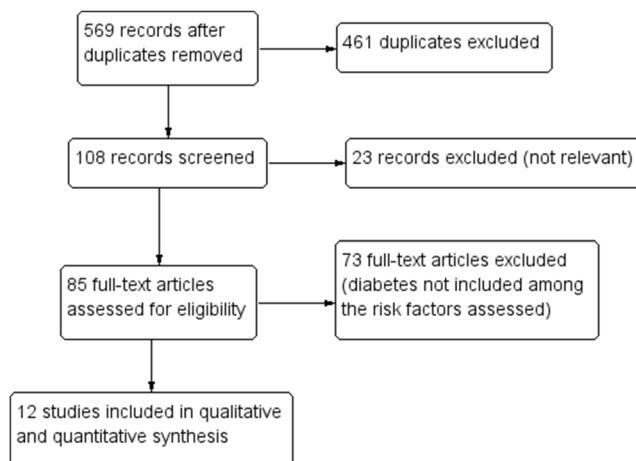 569 records after
duplicates removed
461 duplicates excluded
108 records screened
23 records excluded (not relevant)
85 full-text articles
assessed for eligibility
73 full-text articles excluded
(diabetes not included among
the risk factors assessed)
12 studies included in qualitative
and quantitative synthesis